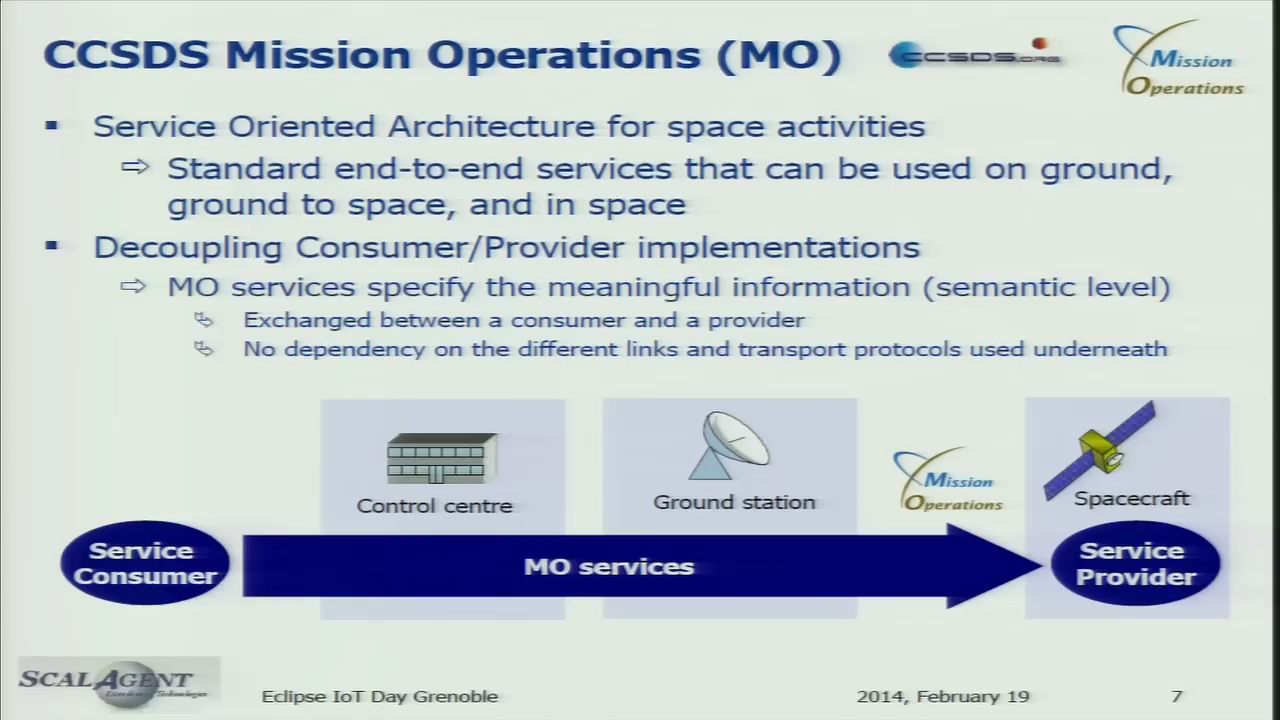 CCSDS Mission Operations (MO)
CCSDS.ORG
Mission
Operations
Service Oriented Architecture for space activities
Standard end-to-end services that can be used on ground,
ground to space, and in space
Decoupling Consumer/Provider implementations
MO services specify the meaningful information (semantic level)
Exchanged between a consumer and a provider
No dependency on the different links and transport protocols used underneath
Control centre
Ground station
Mission
Operations
Spacecraft
Service
Consumer
MO services
Service
Provider
SCALAGENT
Eclipse IoT Day Grenoble
2014, February 19
7